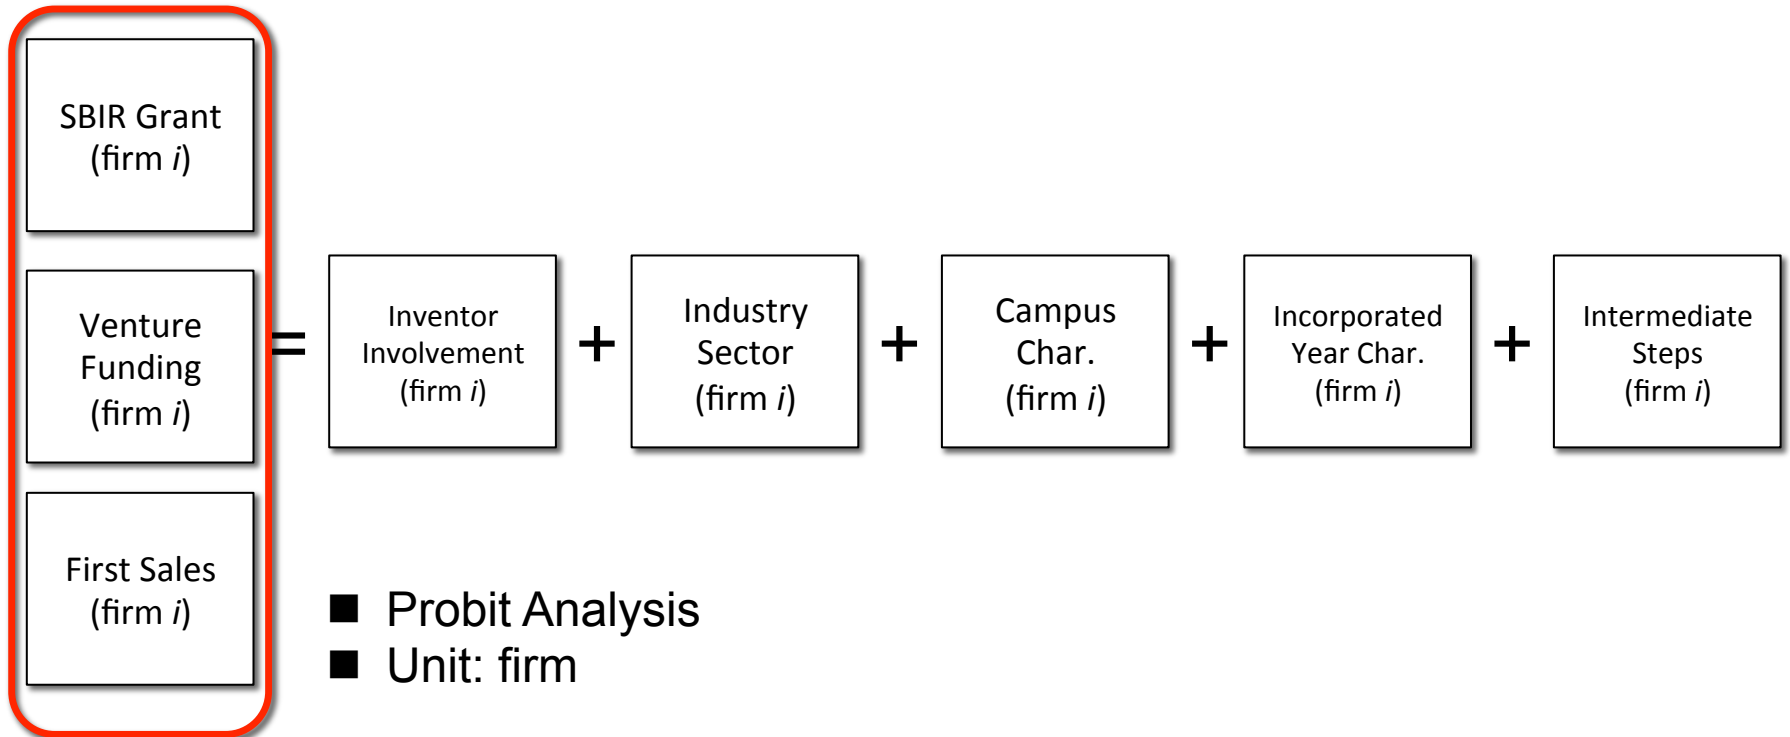 SBIR Grant
(firm i)
Venture
Funding
(firm i)
First Sales
(firm i)
=
Inventor
Involvement
(firm i)
+
Industry
Sector
(firm i)
+
Campus
Char.
(firm i)
+
Incorporated
Year Char.
(firm i)
+
Intermediate
Steps
(firm i)
■ Probit Analysis
■ Unit: firm